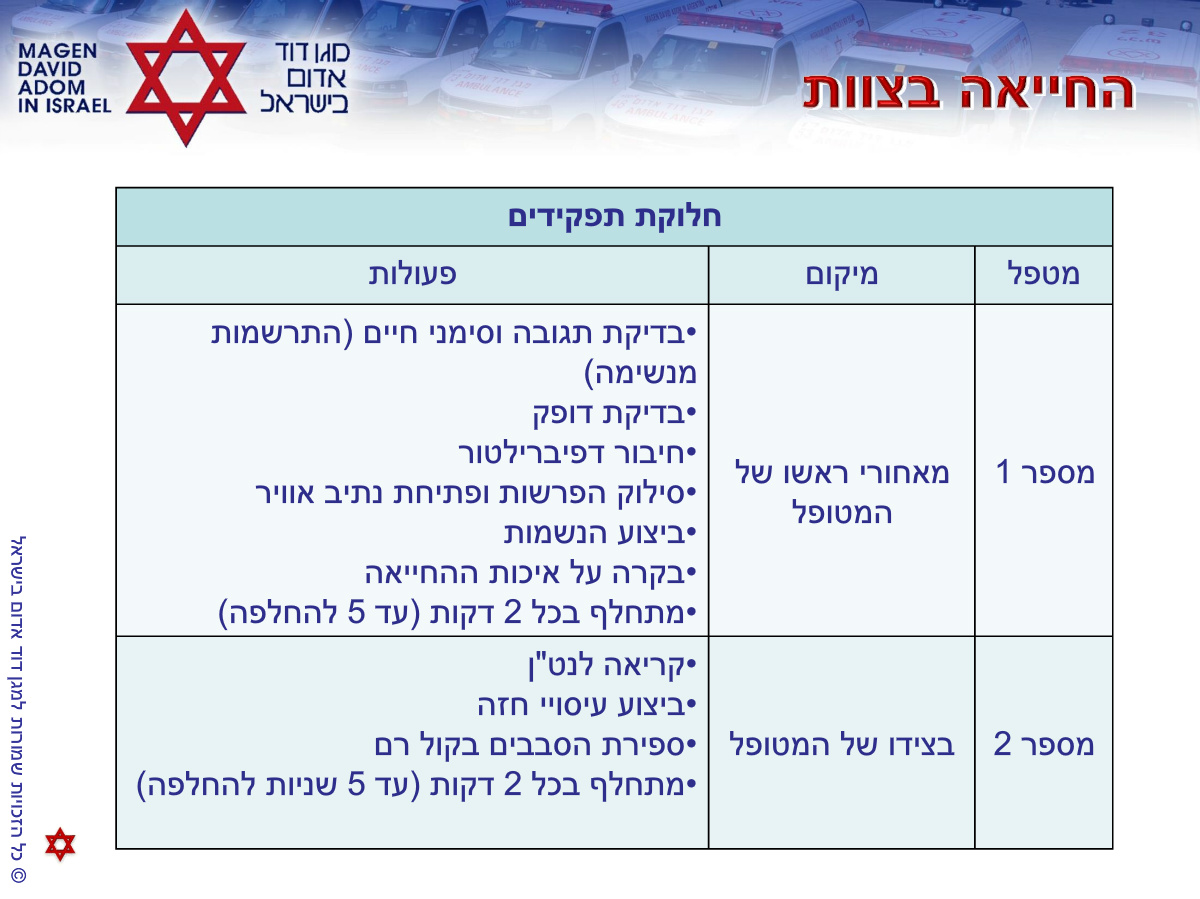 MAGEN
DAVID
ADOM
IN ISRAEL
מגן דוד
אדום
בישראל
החייאה בצוות
חלוקת תפקידים
מטפל
מיקום
פעולות
מספר 1
מאחורי ראשו של
המטופל
•בדיקת תגובה וסימני חיים (התרשמות
מנשימה)
•בדיקת דופק
•חיבור דפיברילטור
•סילוק הפרשות ופתיחת נתיב אוויר
•ביצוע הנשמות
•בקרה על איכות ההחייאה
•מתחלף בכל 2 דקות (עד 5 להחלפה)
מספר 2
בצידו של המטופל
•קריאה לנט"ן
•ביצוע עיסויי חזה
•ספירת הסבבים בקול רם
•מתחלף בכל 2 דקות (עד 5 שניות להחלפה)
© כל הזכויות שמורות למגן דוד אדום בישראל